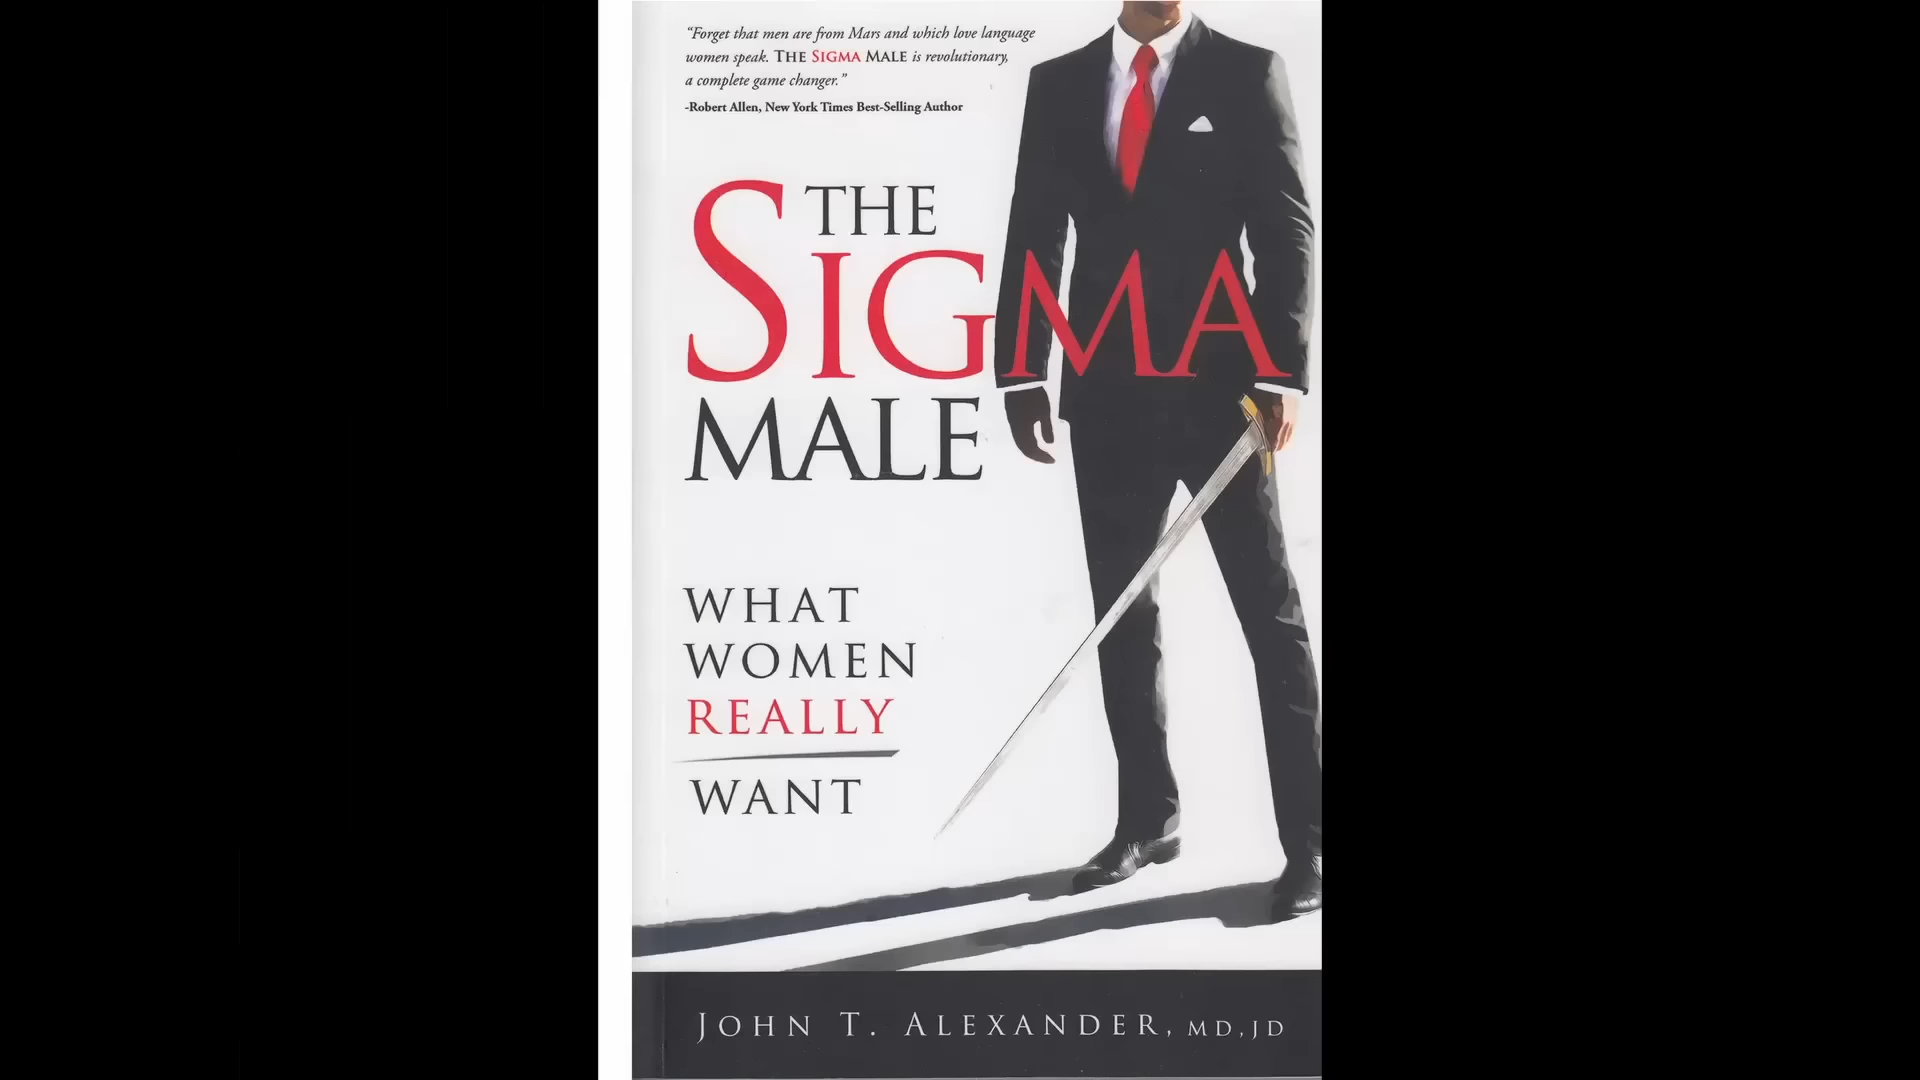 “Forget that men are from Mars and which love language
women speak. THE SIGMA MALE is revolutionary,
a complete game changer.”
-Robert Allen, New York Times Best-Selling Author
THE
SIGMA
MALE
WHAT
WOMEN
REALLY
WANT
JOHN T. ALEXANDER, MD, JD